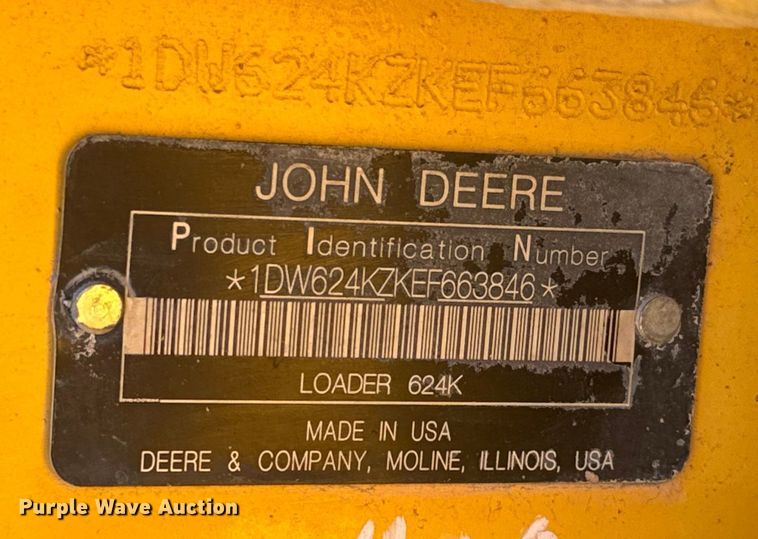 *1DW624KZKEF663846*
JOHN DEERE
Product Identification Number
*1DW624KZKEF663846*
LOADER 624K
MADE IN USA
DEERE & COMPANY, MOLINE, ILLINOIS, USA
Purple Wave Auction